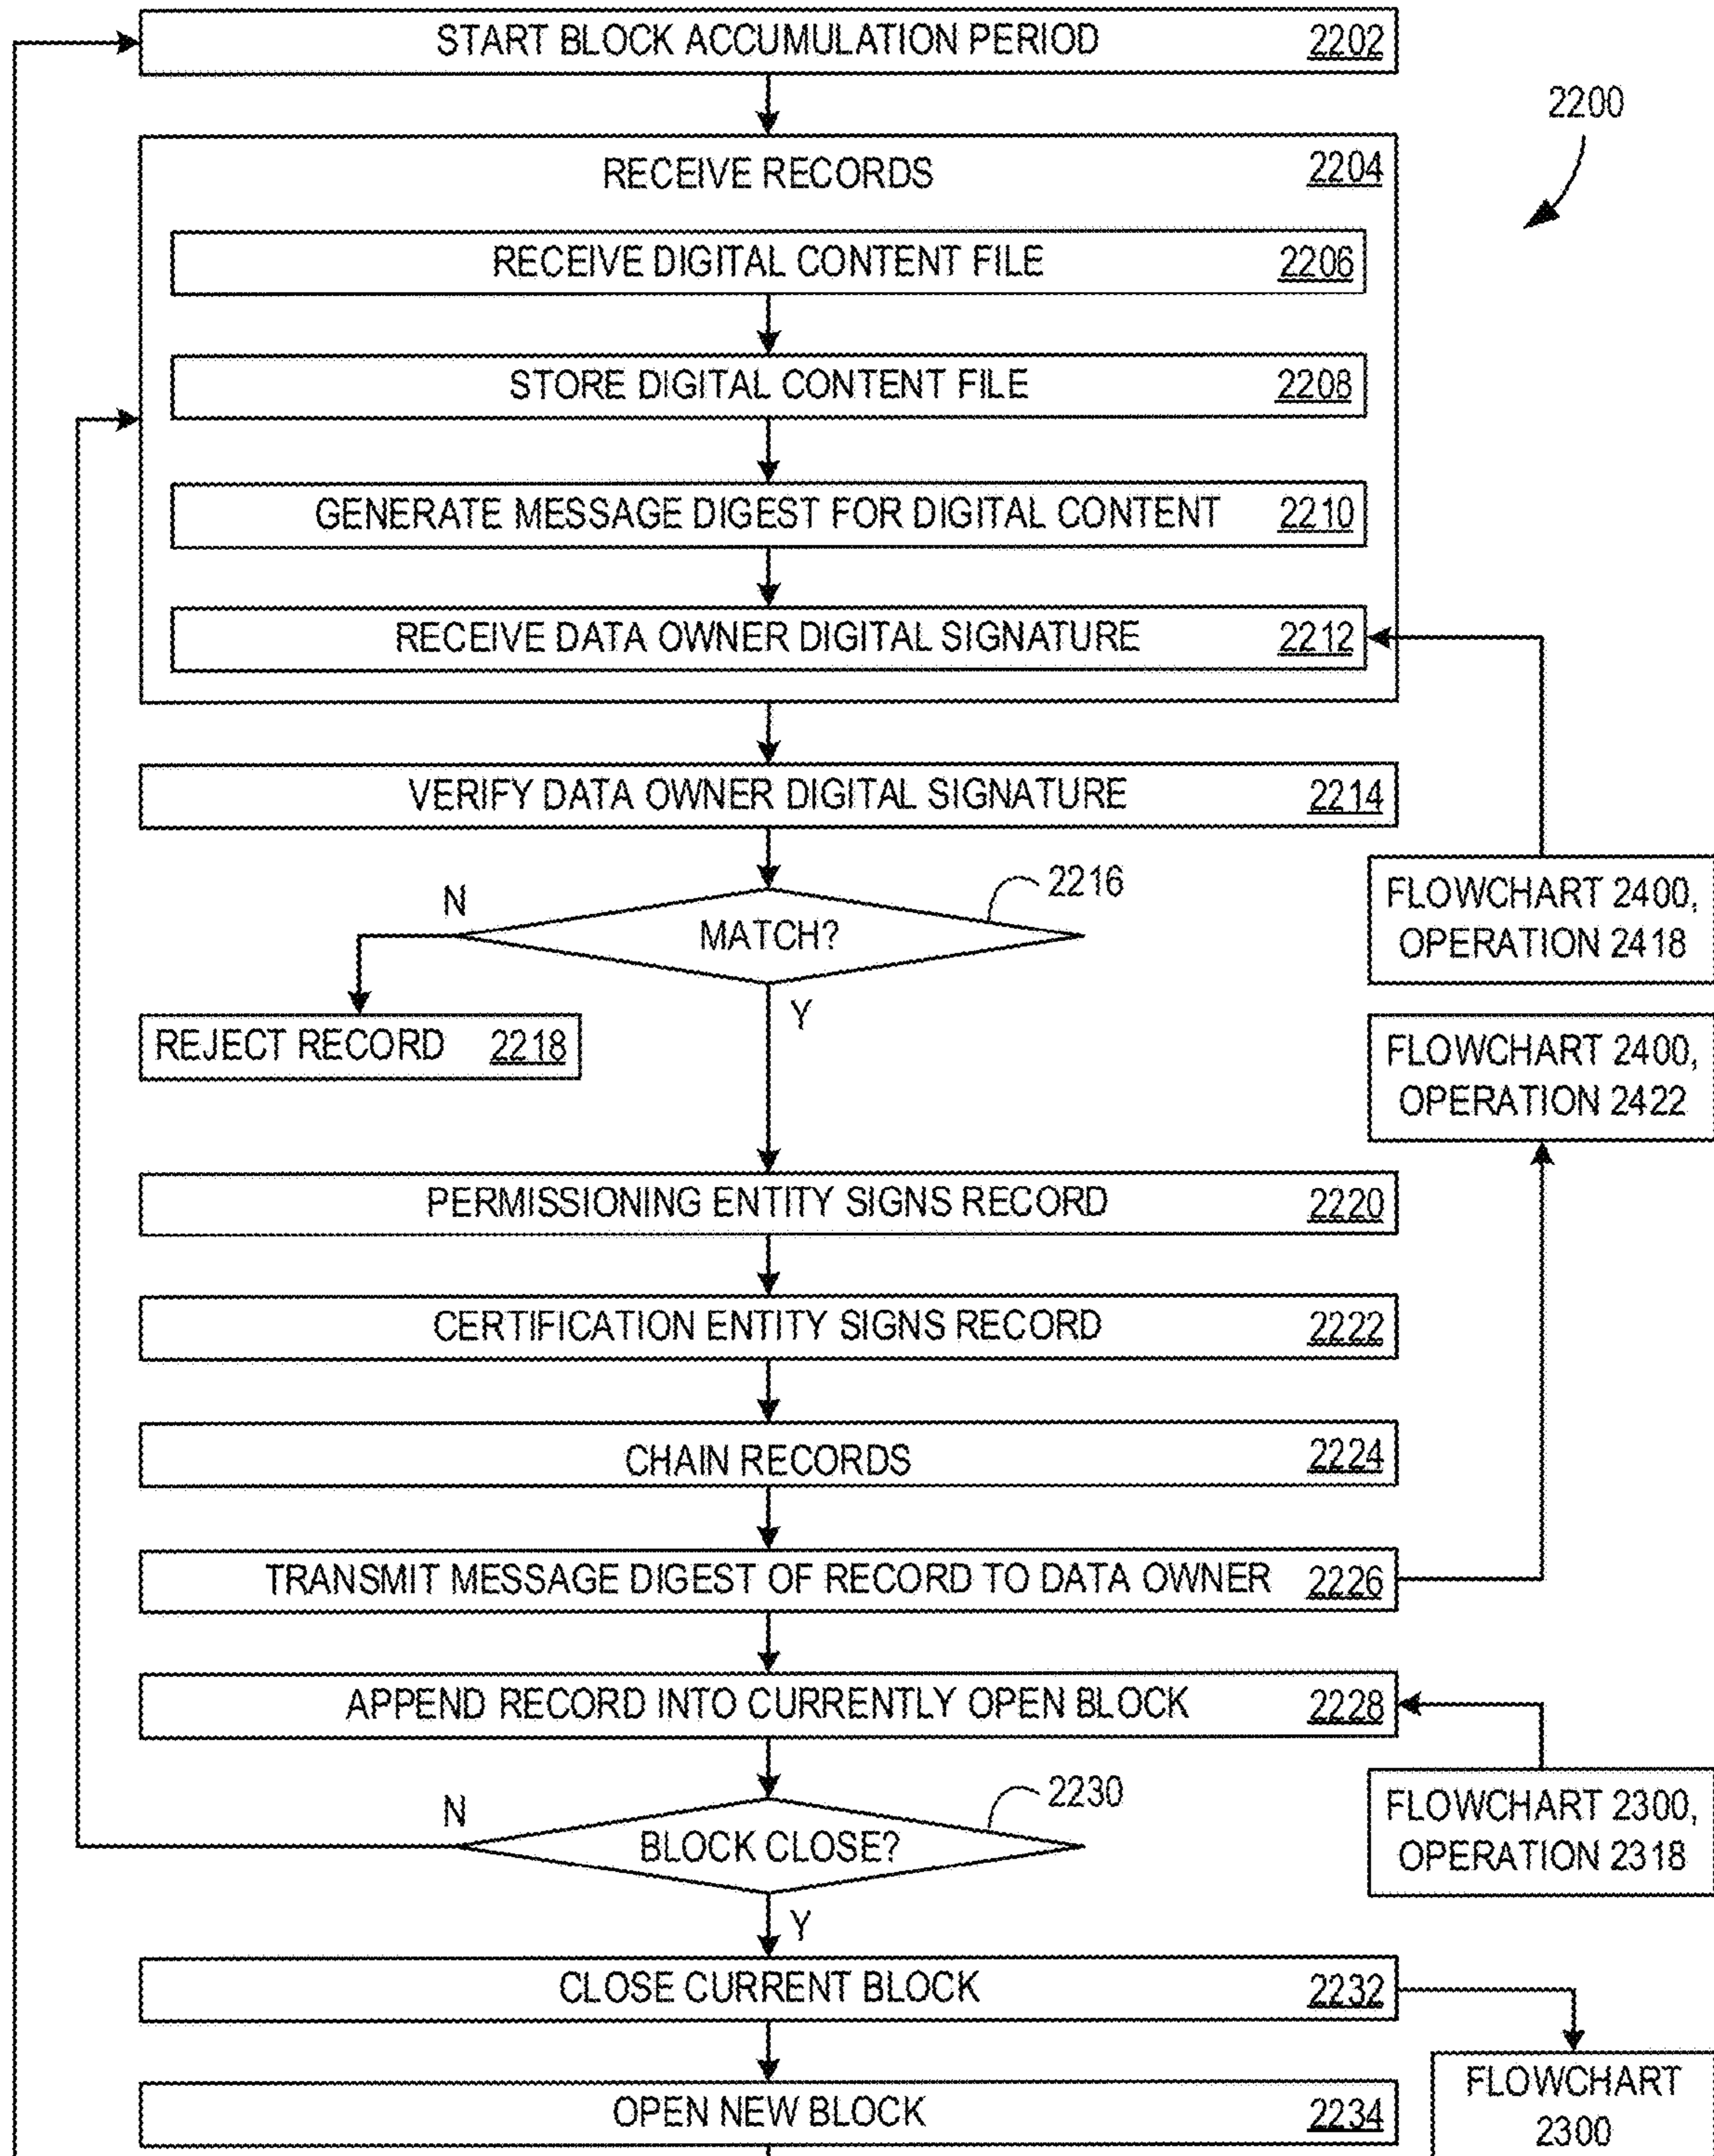 START BLOCK ACCUMULATION PERIOD 2202
2200
RECEIVE RECORDS 2204
RECEIVE DIGITAL CONTENT FILE 2206
STORE DIGITAL CONTENT FILE 2208
GENERATE MESSAGE DIGEST FOR DIGITAL CONTENT 2210
RECEIVE DATA OWNER DIGITAL SIGNATURE 2212
VERIFY DATA OWNER DIGITAL SIGNATURE 2214
2216
N
MATCH?
Y
FLOWCHART 2400,
OPERATION 2418
REJECT RECORD 2218
FLOWCHART 2400,
OPERATION 2422
PERMISSIONING ENTITY SIGNS RECORD 2220
CERTIFICATION ENTITY SIGNS RECORD 2222
CHAIN RECORDS 2224
TRANSMIT MESSAGE DIGEST OF RECORD TO DATA OWNER 2226
APPEND RECORD INTO CURRENTLY OPEN BLOCK 2228
2230
N
BLOCK CLOSE?
Y
FLOWCHART 2300,
OPERATION 2318
CLOSE CURRENT BLOCK 2232
OPEN NEW BLOCK 2234
FLOWCHART
2300